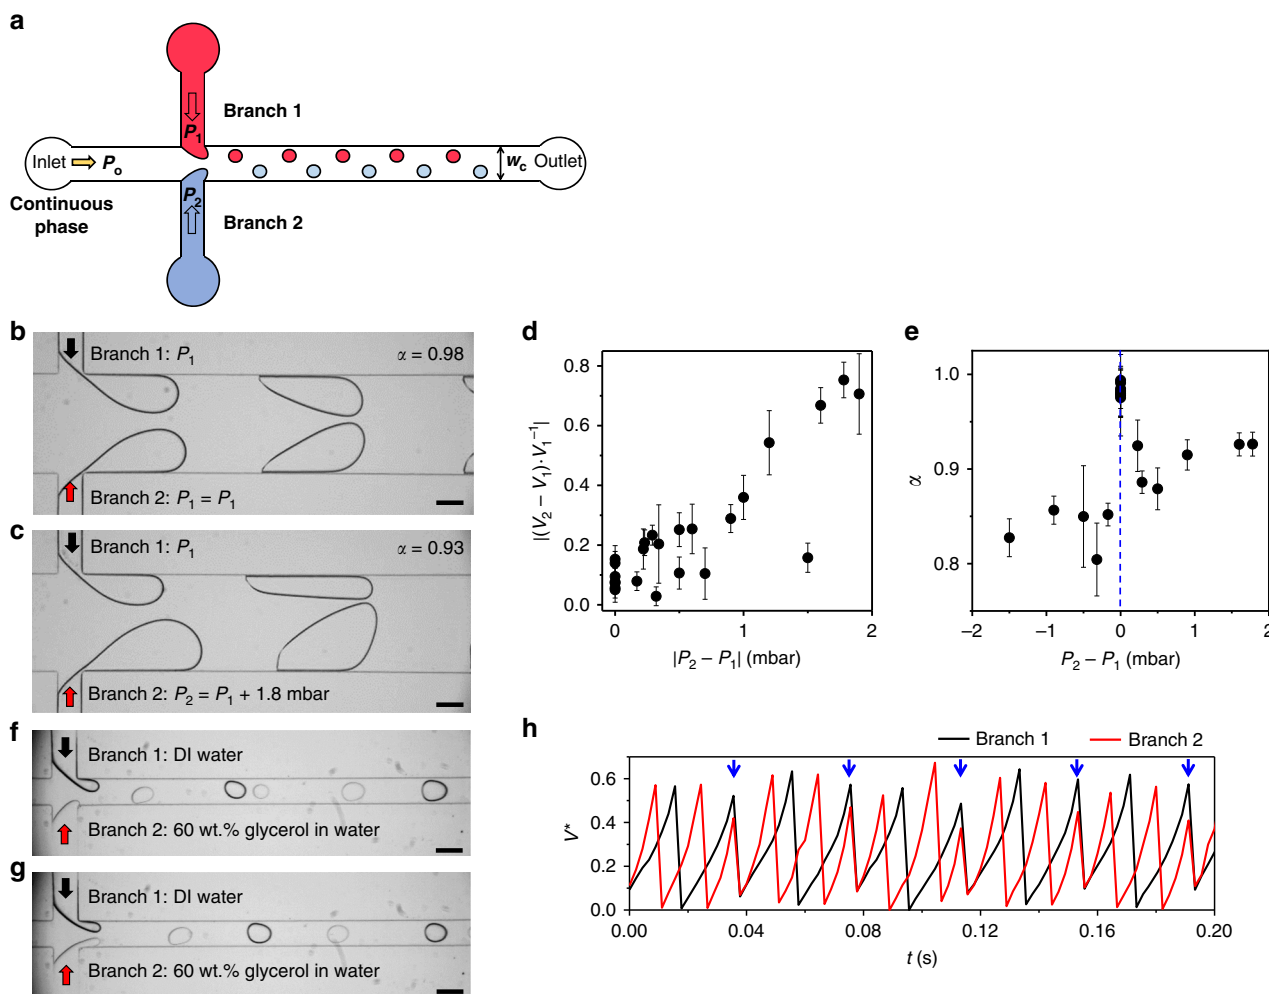 a
Branch 1
P1
Inlet
Po
wc
Outlet
Continuous
phase
P2
Branch 2
b
Branch 1: P1
α = 0.98
Branch 2: P1 = P1
c
Branch 1: P1
α = 0.93
Branch 2: P2 = P1 + 1.8 mbar
d
|(V2 – V1)·V1–1|
0.8
0.6
0.4
0.2
0.0
0
1
2
|P2 – P1| (mbar)
e
α
1.0
0.9
0.8
–2
–1
0
1
2
P2 – P1 (mbar)
f
Branch 1: DI water
Branch 2: 60 wt.% glycerol in water
g
Branch 1: DI water
Branch 2: 60 wt.% glycerol in water
h
Branch 1
Branch 2
V*
0.6
0.4
0.2
0.0
0.00
0.04
0.08
0.12
0.16
0.20
t (s)